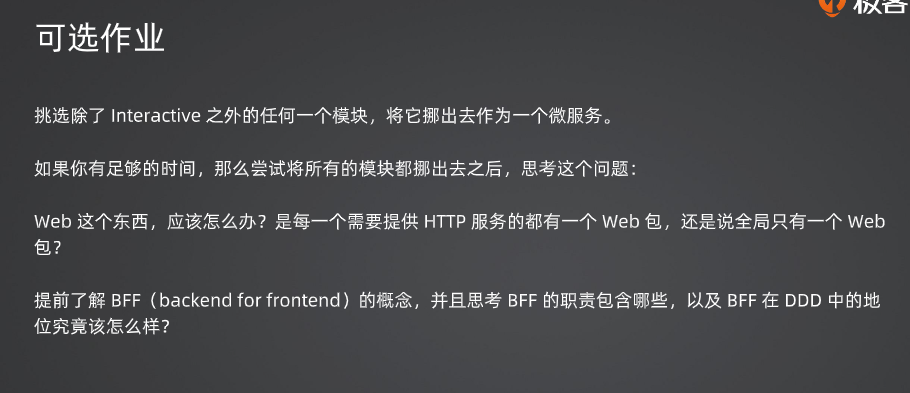 极客
可选作业
挑选除了 Interactive 之外的任何一个模块，将它挪出去作为一个微服务。
如果你有足够的时间，那么尝试将所有的模块都挪出去之后，思考这个问题：
Web 这个东西，应该怎么办？是每一个需要提供 HTTP 服务的都有一个 Web 包，还是说全局只有一个 Web
包？
提前了解 BFF（backend for frontend）的概念，并且思考 BFF 的职责包含哪些，以及 BFF 在 DDD 中的地
位究竟该怎么样？